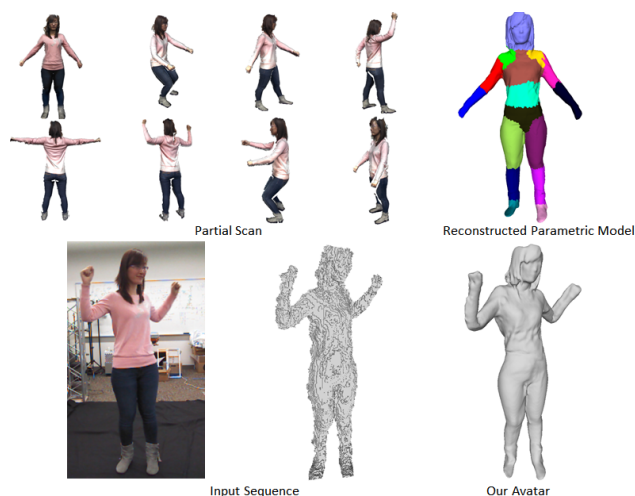 Partial Scan
Reconstructed Parametric Model
Input Sequence
Our Avatar